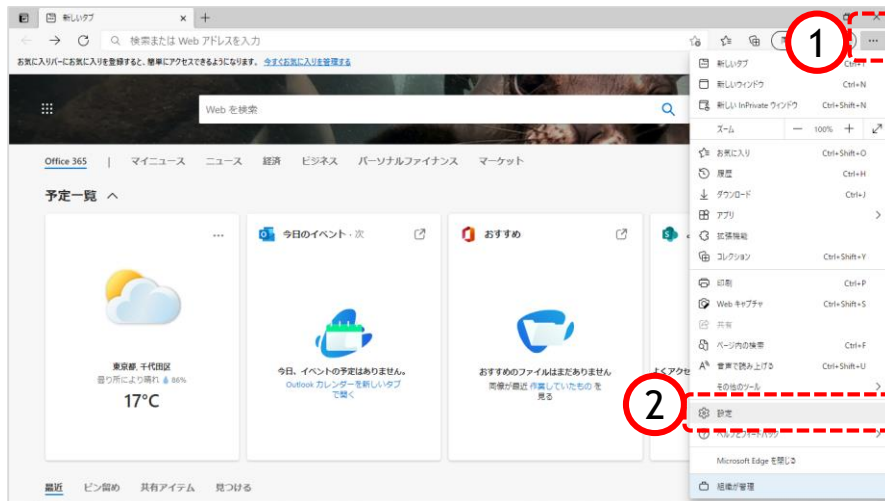 新しいタブ
検索または Web アドレスを入力
1
お気に入りバーにお気に入りを登録すると、簡単にアクセスできるようになります。 今すぐお気に入りを管理する
Web を検索
Office 365 | マイニュース ニュース 経済 ビジネス パーソナルファイナンス マーケット
予定一覧
今日のイベント・次
おすすめ
東京都, 千代田区
曇り所により晴れ 86%
17°C
今日、イベントの予定はありません。
Outlook カレンダーを新しいタブ
で開く
おすすめのファイルはまだありません
同僚が最近 作業していたもの を
見る
よくアクセ
最近 ピン留め 共有アイテム 見つける
新しいタブ Ctrl+T
新しいウィンドウ Ctrl+N
新しい InPrivate ウィンドウ Ctrl+Shift+N
ズーム — 100% +
お気に入り Ctrl+Shift+O
履歴 Ctrl+H
ダウンロード Ctrl+J
アプリ
拡張機能
コレクション Ctrl+Shift+Y
印刷 Ctrl+P
Web キャプチャ Ctrl+Shift+S
共有
ページ内の検索 Ctrl+F
音声で読み上げる Ctrl+Shift+U
その他のツール
2
設定
ヘルプとフィードバック
Microsoft Edge を閉じる
組織が管理